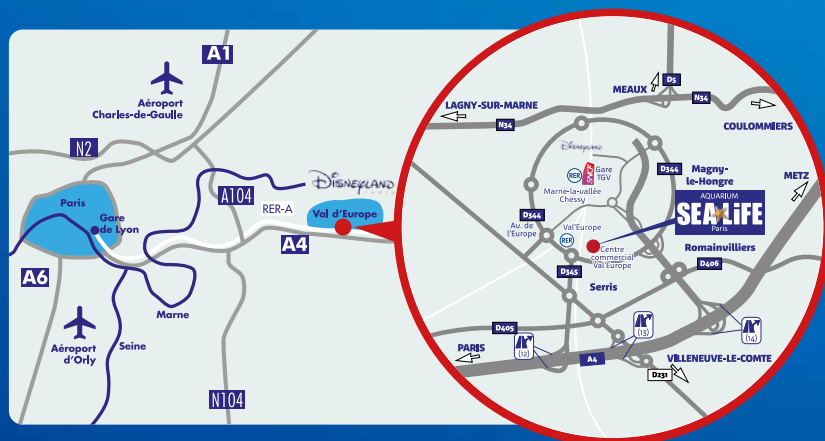 A1
Aéroport
Charles-de-Gaulle
N2
Paris
Gare
de Lyon
A104
DISNEYLAND
PARIS
RER-A
Val d'Europe
A4
A6
Marne
Aéroport
d'Orly
Seine
N104
D5
MEAUX
LAGNY-SUR-MARNE
N34
N34
COULOMMIERS
DISNEYLAND
RER
SNCF
Gare
TGV
Marne-la-vallée
Chessy
D344
Magny-
le-Hongre
METZ
AQUARIUM
SEA LIFE
Paris
D344
Av. de
l'Europe
Val'Europe
RER
Centre
commercial
Val Europe
Romainvilliers
D406
D345
Serris
D405
PARIS
(12)
(13)
(14)
A4
VILLENEUVE-LE-COMTE
D231